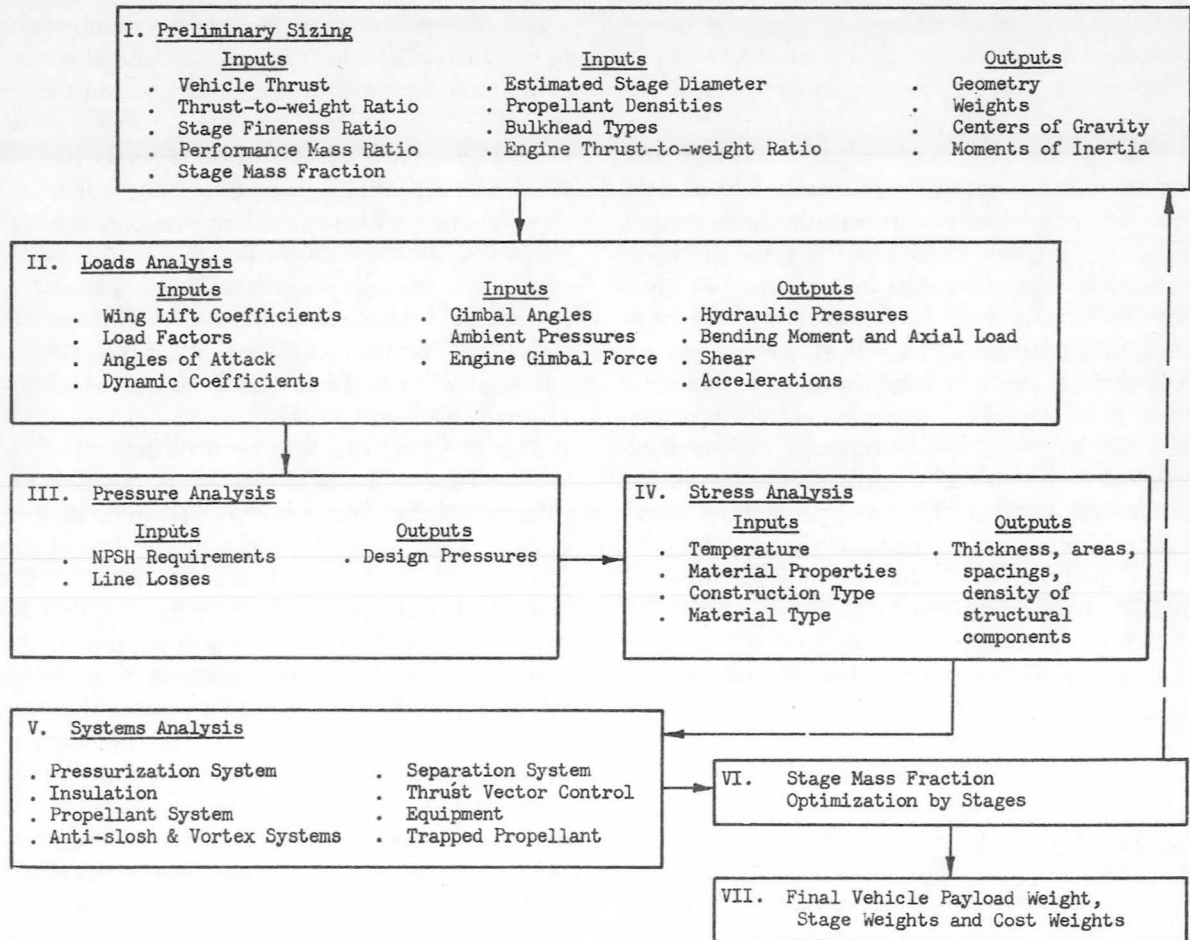 I. Preliminary Sizing
Inputs
. Vehicle Thrust
. Thrust-to-weight Ratio
. Stage Fineness Ratio
. Performance Mass Ratio
. Stage Mass Fraction
Inputs
. Estimated Stage Diameter
. Propellant Densities
. Bulkhead Types
. Engine Thrust-to-weight Ratio
Outputs
. Geometry
. Weights
. Centers of Gravity
. Moments of Inertia
II. Loads Analysis
Inputs
. Wing Lift Coefficients
. Load Factors
. Angles of Attack
. Dynamic Coefficients
Inputs
. Gimbal Angles
. Ambient Pressures
. Engine Gimbal Force
Outputs
. Hydraulic Pressures
. Bending Moment and Axial Load
. Shear
. Accelerations
III. Pressure Analysis
Inputs
. NPSH Requirements
. Line Losses
Outputs
. Design Pressures
IV. Stress Analysis
Inputs
. Temperature
. Material Properties
. Construction Type
. Material Type
Outputs
. Thickness, areas,
spacings,
density of
structural
components
V. Systems Analysis
. Pressurization System
. Insulation
. Propellant System
. Anti-slosh & Vortex Systems
. Separation System
. Thrust Vector Control
. Equipment
. Trapped Propellant
VI. Stage Mass Fraction
Optimization by Stages
VII. Final Vehicle Payload Weight,
Stage Weights and Cost Weights